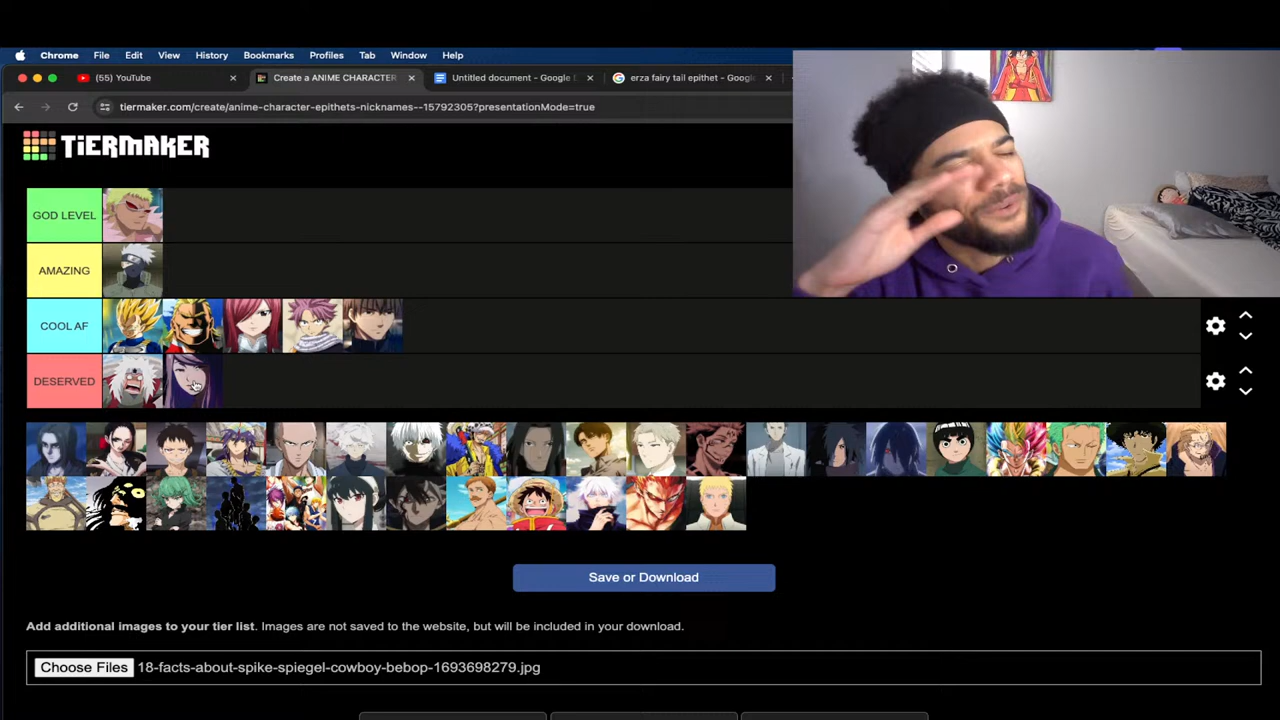 Chrome File Edit View History Bookmarks Profiles Tab Window Help
(55) YouTube × Create a ANIME CHARACTER × Untitled document - Google × erza fairy tail epithet - Goog ×
tiermaker.com/create/anime-character-epithets-nicknames--15792305?presentationMode=true
TiERMAKER
GOD LEVEL
AMAZING
COOL AF
DESERVED
Save or Download
Add additional images to your tier list. Images are not saved to the website, but will be included in your download.
Choose Files 18-facts-about-spike-spiegel-cowboy-bebop-1693698279.jpg